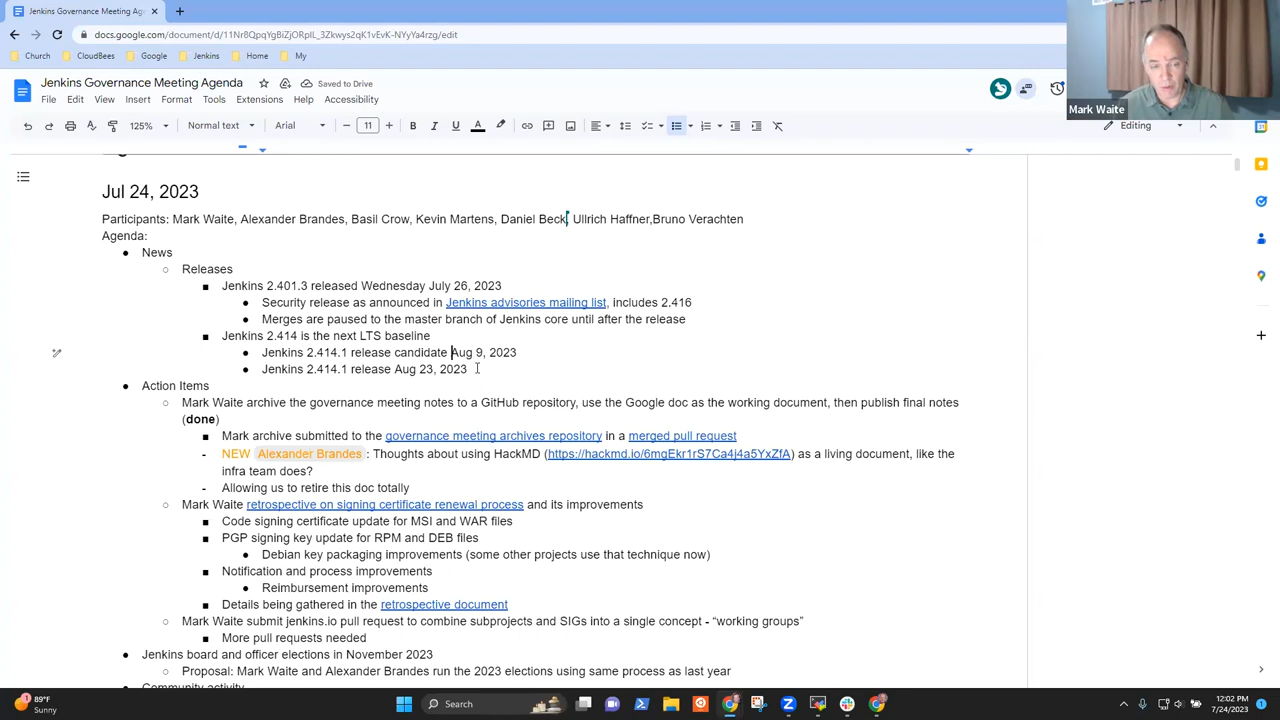 Jenkins Governance Meeting Age
docs.google.com/document/d/11Nr8QpqYgBiZjORpIL_3Zkwys2qK1vEvK-NYyYa4rzg/edit
Church CloudBees Google Jenkins Home My
Jenkins Governance Meeting Agenda Saved to Drive
File Edit View Insert Format Tools Extensions Help Accessibility
Mark Waite
125% Normal text Arial 11 Editing
Jul 24, 2023
Participants: Mark Waite, Alexander Brandes, Basil Crow, Kevin Martens, Daniel Beck, Ullrich Haffner,Bruno Verachten
Agenda:
News
Releases
Jenkins 2.401.3 released Wednesday July 26, 2023
Security release as announced in Jenkins advisories mailing list, includes 2.416
Merges are paused to the master branch of Jenkins core until after the release
Jenkins 2.414 is the next LTS baseline
Jenkins 2.414.1 release candidate Aug 9, 2023
Jenkins 2.414.1 release Aug 23, 2023
Action Items
Mark Waite archive the governance meeting notes to a GitHub repository, use the Google doc as the working document, then publish final notes
(done)
Mark archive submitted to the governance meeting archives repository in a merged pull request
- NEW Alexander Brandes : Thoughts about using HackMD (https://hackmd.io/6mgEkr1rS7Ca4j4a5YxZfA) as a living document, like the
infra team does?
- Allowing us to retire this doc totally
Mark Waite retrospective on signing certificate renewal process and its improvements
Code signing certificate update for MSI and WAR files
PGP signing key update for RPM and DEB files
Debian key packaging improvements (some other projects use that technique now)
Notification and process improvements
Reimbursement improvements
Details being gathered in the retrospective document
Mark Waite submit jenkins.io pull request to combine subprojects and SIGs into a single concept - “working groups”
More pull requests needed
Jenkins board and officer elections in November 2023
Proposal: Mark Waite and Alexander Brandes run the 2023 elections using same process as last year
Community activity
89°F
Sunny
Search
12:02 PM
7/24/2023